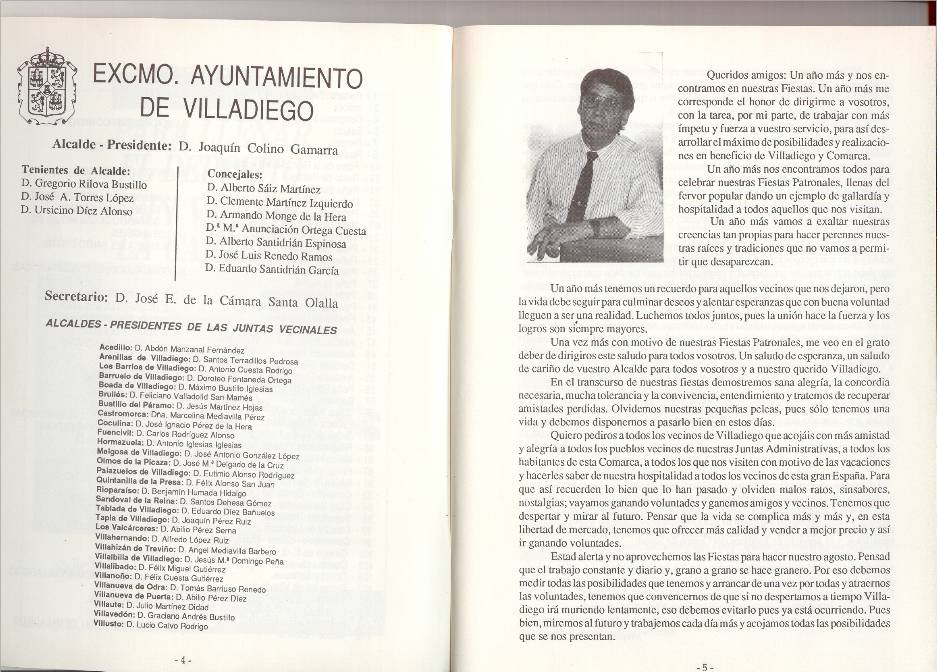 EXCMO. AYUNTAMIENTO
DE VILLADIEGO
Alcalde - Presidente: D. Joaquín Colino Gamarra
Tenientes de Alcalde:
D. Gregorio Rilova Bustillo
D. José A. Torres López
D. Ursicino Díez Alonso
Concejales:
D. Alberto Sáiz Martínez
D. Clemente Martínez Izquierdo
D. Armando Monge de la Hera
D.ª M.ª Anunciación Ortega Cuesta
D. Alberto Santidrián Espinosa
D. José Luis Renedo Ramos
D. Eduardo Santidrián García
Secretario: D. José E. de la Cámara Santa Olalla
ALCALDES - PRESIDENTES DE LAS JUNTAS VECINALES
Acedillo: D. Abdón Manzanal Fernández
Arenillas de Villadiego: D. Santos Terradillos Pedrosa
Los Barrios de Villadiego: D. Antonio Cuesta Rodrigo
Barruelo de Villadiego: D. Doroteo Fontaneda Ortega
Boada de Villadiego: D. Máximo Bustillo Iglesias
Brullés: D. Feliciano Valladolid San Mamés
Bustillo del Páramo: D. Jesús Martínez Hojas
Castromorca: Dña. Marcelina Mediavilla Pérez
Coculina: D. José Ignacio Pérez de la Hera
Fuencivil: D. Carlos Rodríguez Alonso
Hormazuela: D. Antonio Iglesias Iglesias
Melgosa de Villadiego: D. José Antonio González López
Olmos de la Picaza: D. José M.ª Delgado de la Cruz
Palazuelos de Villadiego: D. Eutimio Alonso Rodríguez
Quintanilla de la Presa: D. Félix Alonso San Juan
Rioparaíso: D. Benjamín Humada Hidalgo
Sandoval de la Reina: D. Santos Dehesa Gómez
Tablada de Villadiego: D. Eduardo Díez Bañuelos
Tapia de Villadiego: D. Joaquín Pérez Ruiz
Los Valcárceres: D. Abilio Pérez Serna
Villahernando: D. Alfredo López Ruiz
Villahizán de Treviño: D. Angel Mediavilla Barbero
Villalbilla de Villadiego: D. Jesús M.ª Domingo Peña
Villalibado: D. Félix Miguel Gutiérrez
Villanoño: D. Félix Cuesta Gutiérrez
Villanueva de Odra: D. Tomás Barriuso Renedo
Villanueva de Puerta: D. Abilio Pérez Díez
Villaute: D. Julio Martínez Didad
Villavedón: D. Graciano Andrés Bustillo
Villusto: D. Lucio Calvo Rodrigo
- 4 -
Queridos amigos: Un año más y nos en-
contramos en nuestras Fiestas. Un año más me
corresponde el honor de dirigirme a vosotros,
con la tarea, por mi parte, de trabajar con más
ímpetu y fuerza a vuestro servicio, para así des-
arrollar el máximo de posibilidades y realizacio-
nes en beneficio de Villadiego y Comarca.
Un año más nos encontramos todos para
celebrar nuestras Fiestas Patronales, llenas del
fervor popular dando un ejemplo de gallardía y
hospitalidad a todos aquellos que nos visitan.
Un año más vamos a exaltar nuestras
creencias tan propias para hacer perennes nues-
tras raíces y tradiciones que no vamos a permi-
tir que desaparezcan.
Un año más tenemos un recuerdo para aquellos vecinos que nos dejaron, pero
la vida debe seguir para culminar deseos y alentar esperanzas que con buena voluntad
lleguen a ser una realidad. Luchemos todos juntos, pues la unión hace la fuerza y los
logros son siempre mayores.
Una vez más con motivo de nuestras Fiestas Patronales, me veo en el grato
deber de dirigiros este saludo para todos vosotros. Un saludo de esperanza, un saludo
de cariño de vuestro Alcalde para todos vosotros y a nuestro querido Villadiego.
En el transcurso de nuestras fiestas demostremos sana alegría, la concordia
necesaria, mucha tolerancia y la convivencia, entendimiento y tratemos de recuperar
amistades perdidas. Olvidemos nuestras pequeñas peleas, pues sólo tenemos una
vida y debemos disponernos a pasarlo bien en estos días.
Quiero pediros a todos los vecinos de Villadiego que acojáis con más amistad
y alegría a todos los pueblos vecinos de nuestras Juntas Administrativas, a todos los
habitantes de esta Comarca, a todos los que nos visiten con motivo de las vacaciones
y hacerles saber de nuestra hospitalidad a todos los vecinos de esta gran España. Para
que así recuerden lo bien que lo han pasado y olviden malos ratos, sinsabores,
nostalgias; vayamos ganando voluntades y ganemos amigos y vecinos. Tenemos que
despertar y mirar al futuro. Pensar que la vida se complica más y más y, en esta
libertad de mercado, tenemos que ofrecer más calidad y vender a mejor precio y así
ir ganando voluntades.
Estad alerta y no aprovechemos las Fiestas para hacer nuestro agosto. Pensad
que el trabajo constante y diario y, grano a grano se hace granero. Por eso debemos
medir todas las posibilidades que tenemos y arrancar de una vez por todas y atraernos
las voluntades, tenemos que convencernos de que si no despertamos a tiempo Villa-
diego irá muriendo lentamente, eso debemos evitarlo pues ya está ocurriendo. Pues
bien, miremos al futuro y trabajemos cada día más y acojamos todas las posibilidades
que se nos presentan.
- 5 -